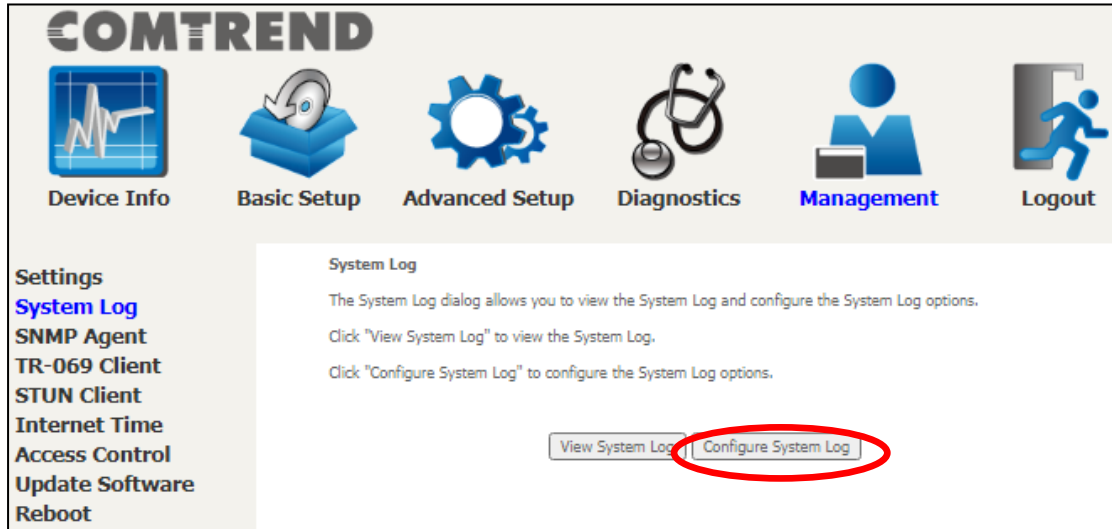 COMTREND
Device Info
Basic Setup
Advanced Setup
Diagnostics
Management
Logout
Settings
System Log
SNMP Agent
TR-069 Client
STUN Client
Internet Time
Access Control
Update Software
Reboot
System Log
The System Log dialog allows you to view the System Log and configure the System Log options.
Click "View System Log" to view the System Log.
Click "Configure System Log" to configure the System Log options.
View System Log
Configure System Log